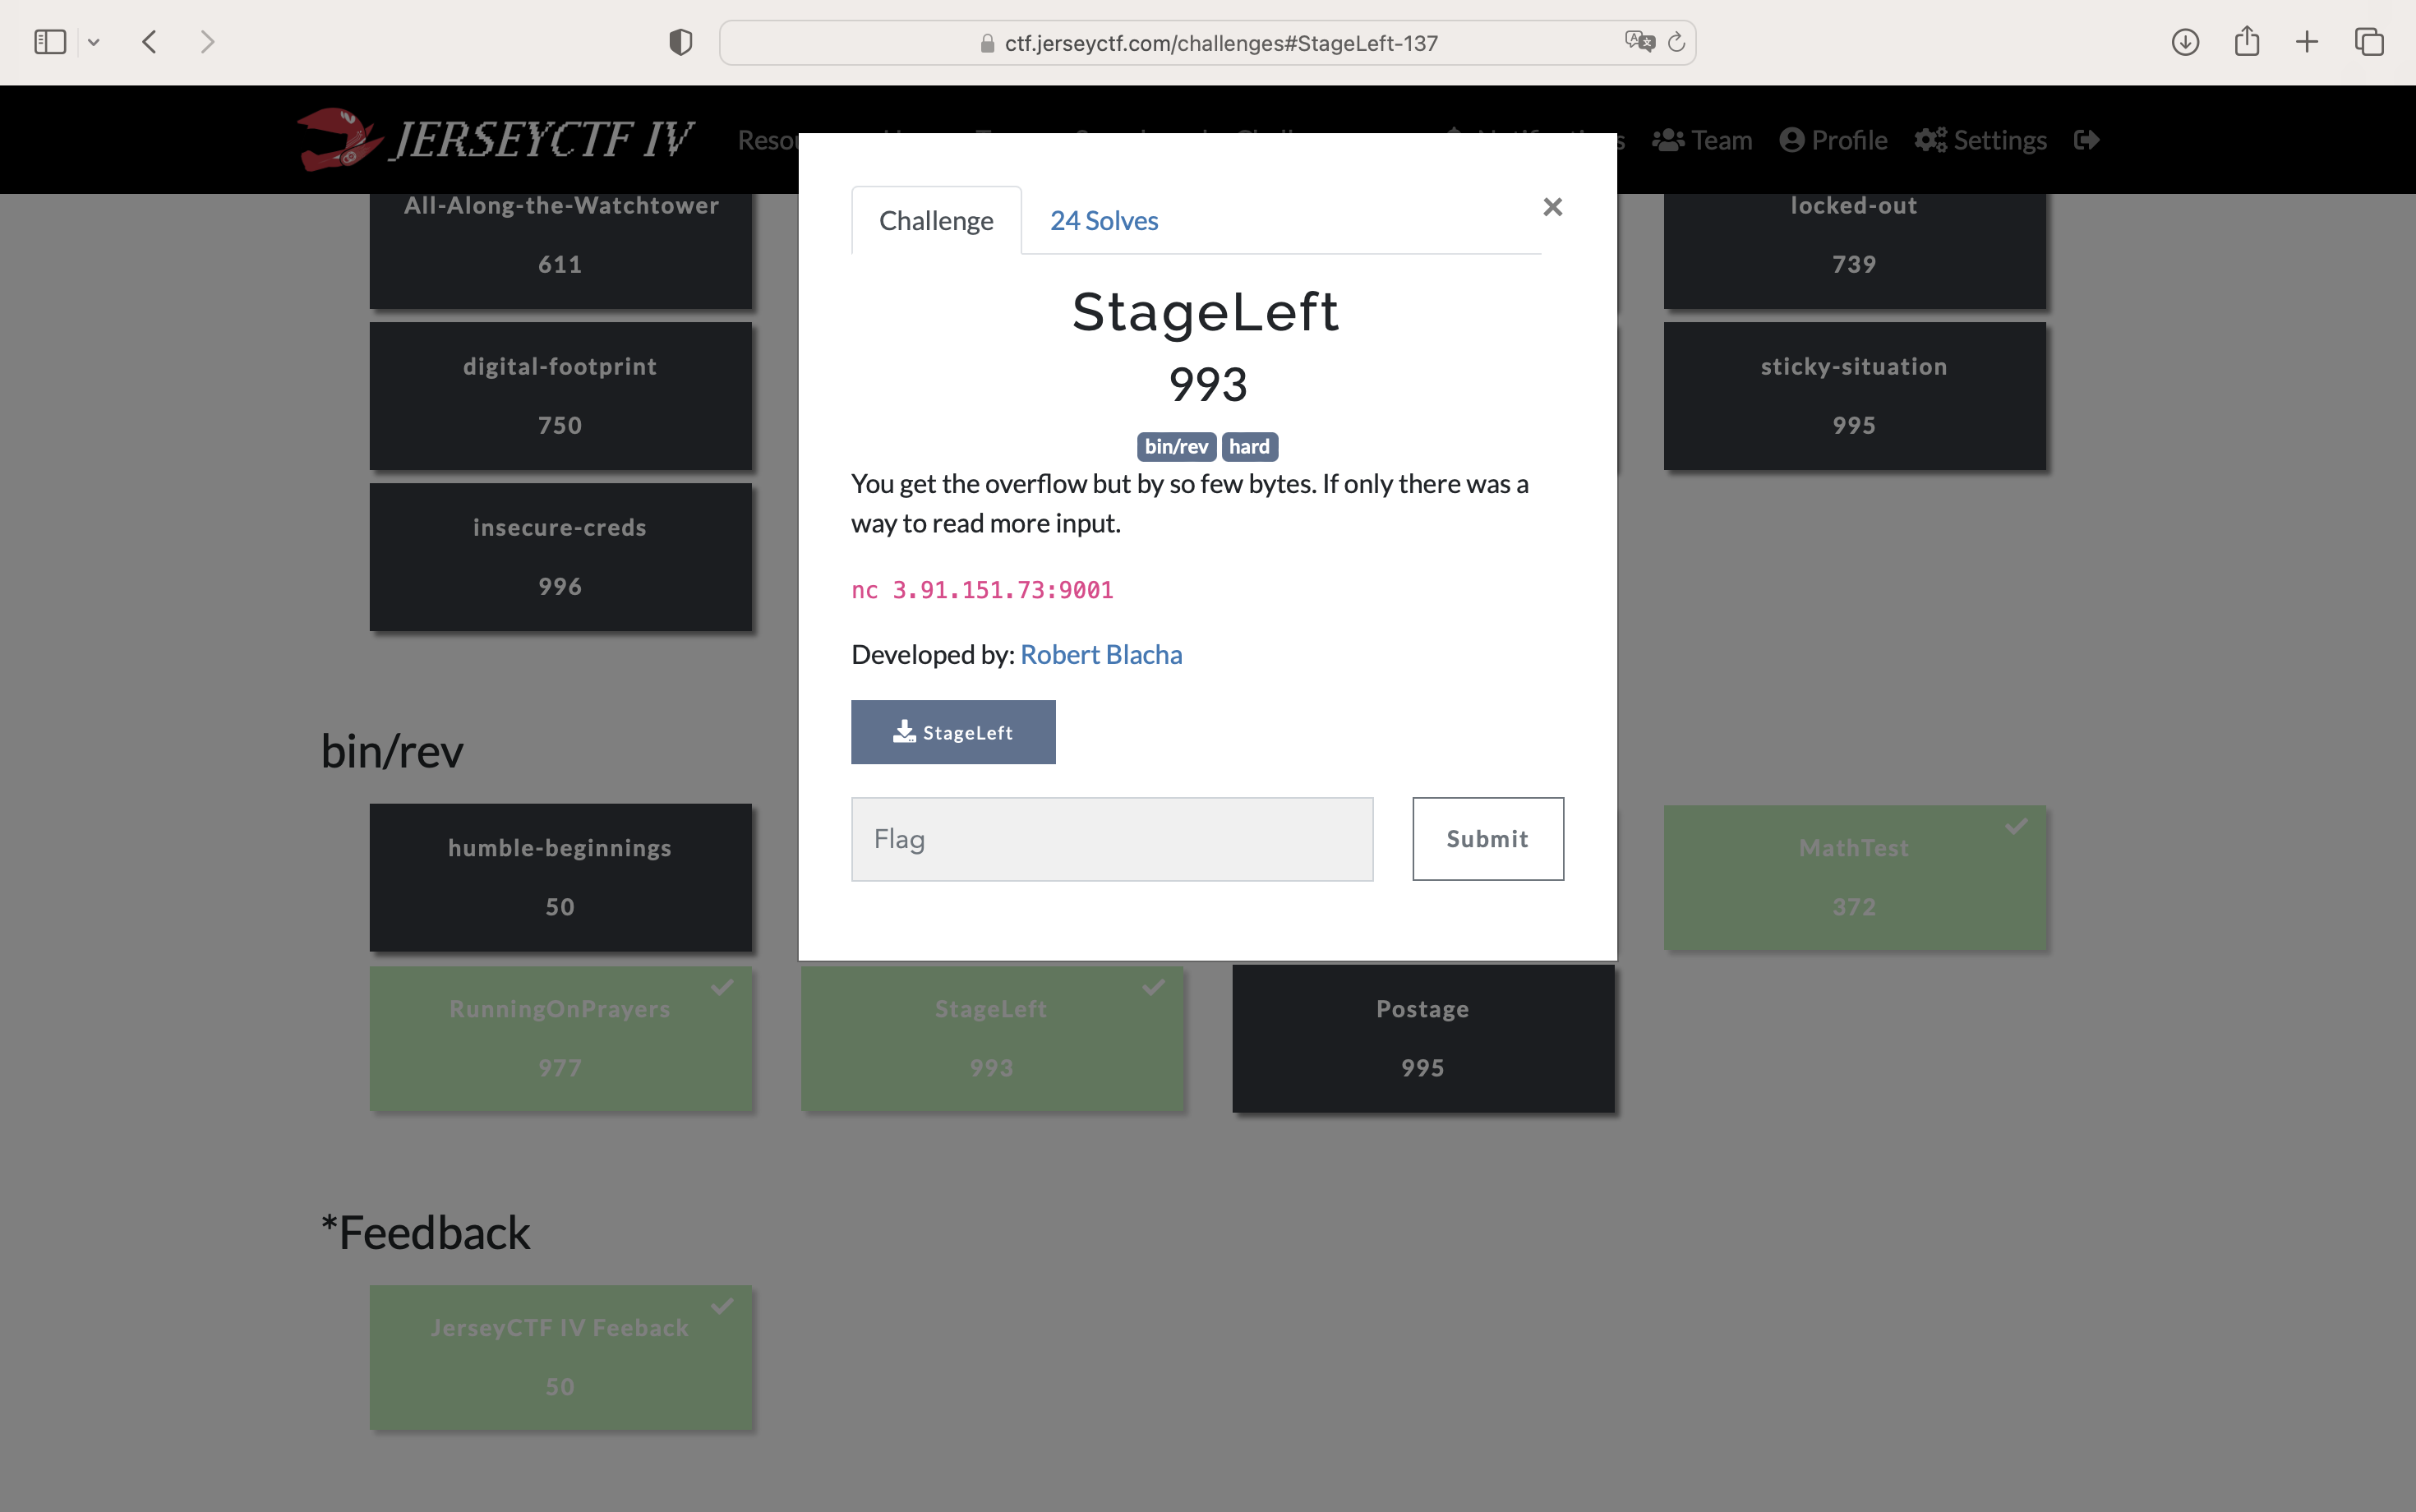 ctf.jerseyctf.com/challenges#StageLeft-137
JERSEYCTF IV
Team
Profile
Settings
All-Along-the-Watchtower
611
locked-out
739
digital-footprint
750
sticky-situation
995
insecure-creds
996
Challenge
24 Solves
×
StageLeft
993
bin/rev hard
You get the overflow but by so few bytes. If only there was a
way to read more input.
nc 3.91.151.73:9001
Developed by: Robert Blacha
StageLeft
Flag
Submit
bin/rev
humble-beginnings
50
MathTest
372
RunningOnPrayers
977
StageLeft
993
Postage
995
*Feedback
JerseyCTF IV Feeback
50